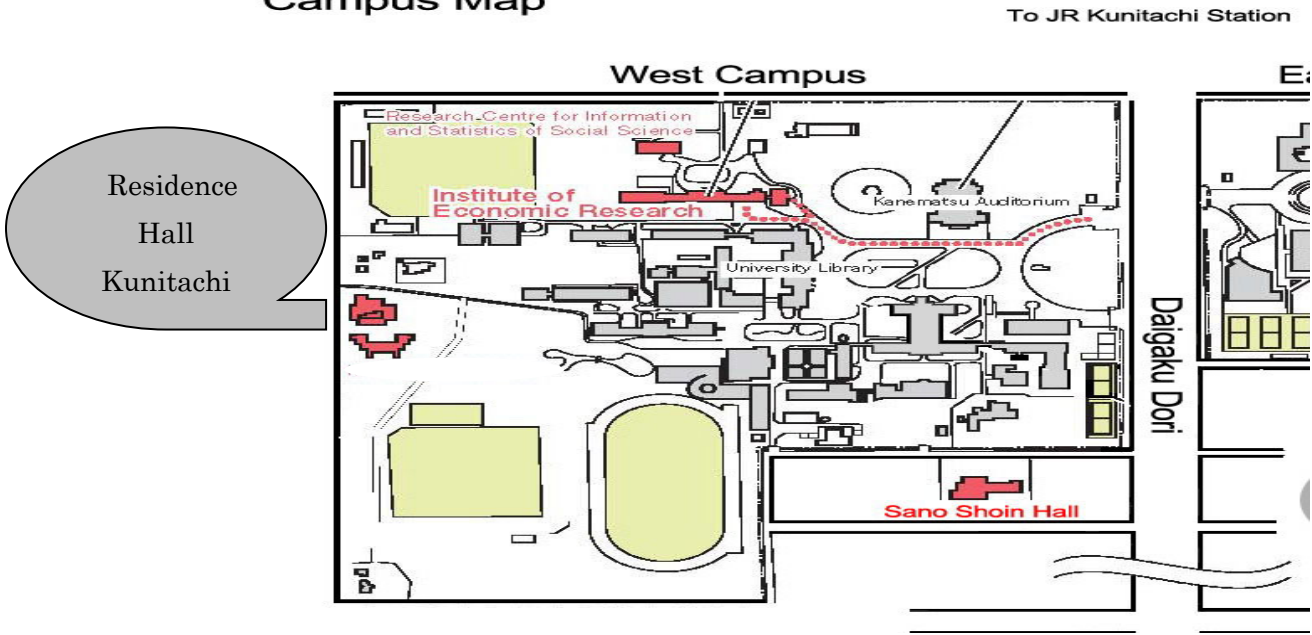 Campus Map
To JR Kunitachi Station
West Campus
Research Centre for Information
and Statistics of Social Science
Residence
Hall
Kunitachi
Institute of
Economic Research
Kanematsu Auditorium
University Library
Daigaku Dori
Sano Shoin Hall